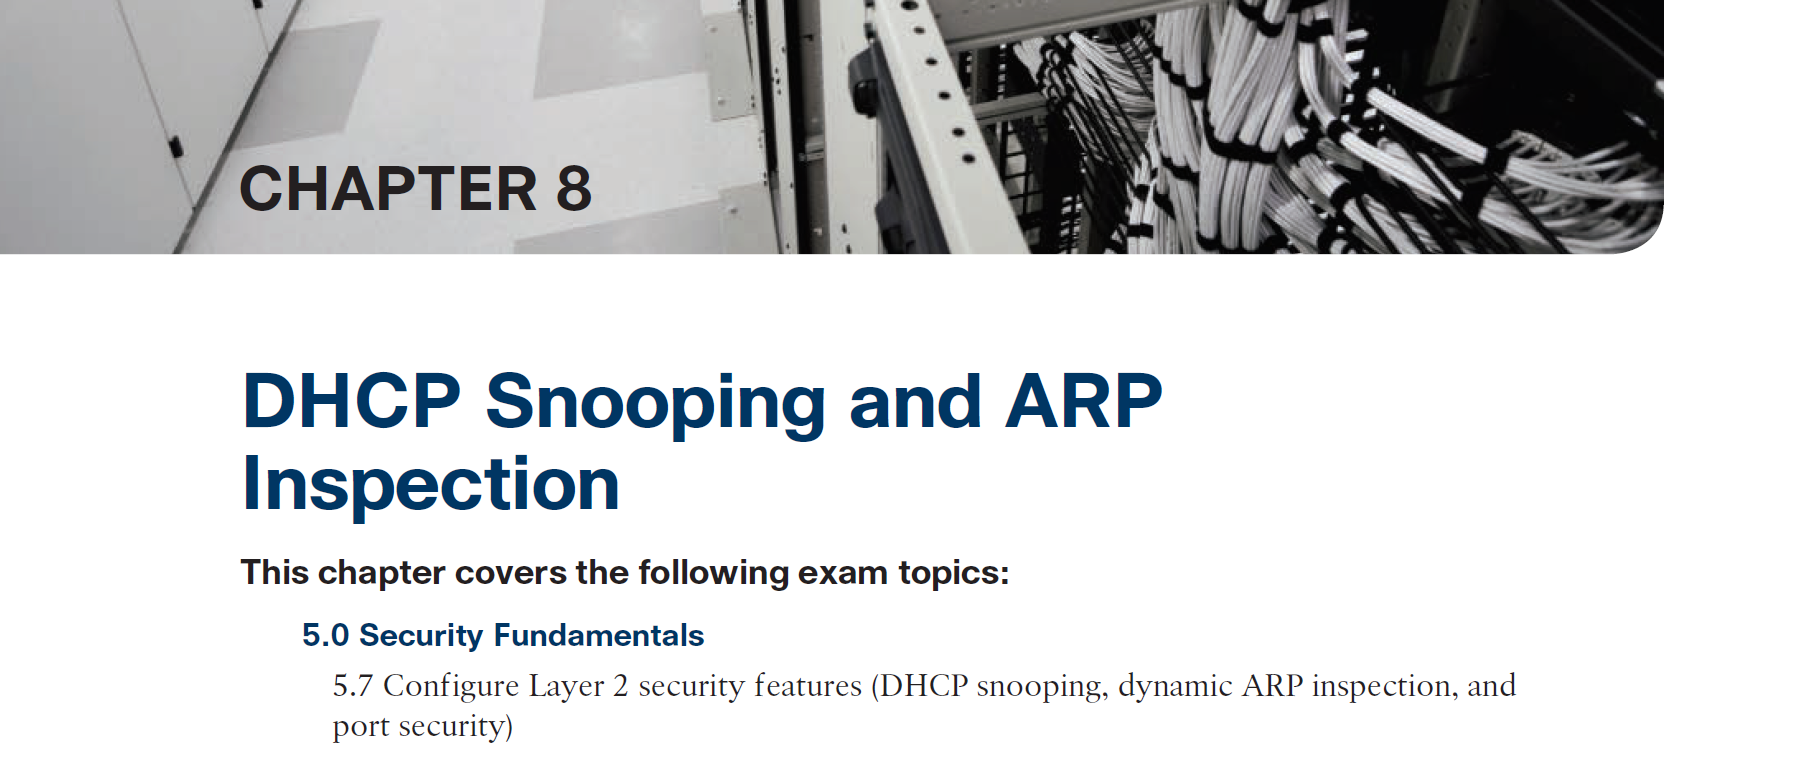 CHAPTER 8
DHCP Snooping and ARP
Inspection
This chapter covers the following exam topics:
5.0 Security Fundamentals
5.7 Configure Layer 2 security features (DHCP snooping, dynamic ARP inspection, and
port security)